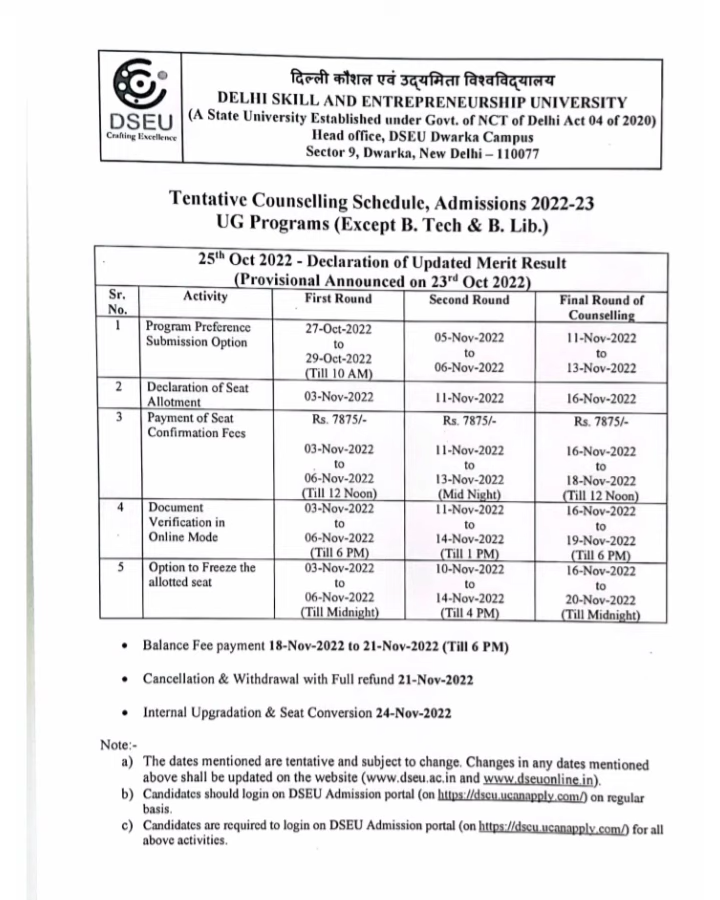 DSEU
Crafting Excellence
दिल्ली कौशल एवं उद्यमिता विश्वविद्यालय
DELHI SKILL AND ENTREPRENEURSHIP UNIVERSITY
(A State University Established under Govt. of NCT of Delhi Act 04 of 2020)
Head office, DSEU Dwarka Campus
Sector 9, Dwarka, New Delhi – 110077
Tentative Counselling Schedule, Admissions 2022-23
UG Programs (Except B. Tech & B. Lib.)
25th Oct 2022 - Declaration of Updated Merit Result
(Provisional Announced on 23rd Oct 2022)
Sr. No.
Activity
First Round
Second Round
Final Round of
Counselling
1
Program Preference
Submission Option
27-Oct-2022
to
29-Oct-2022
(Till 10 AM)
05-Nov-2022
to
06-Nov-2022
11-Nov-2022
to
13-Nov-2022
2
Declaration of Seat
Allotment
03-Nov-2022
11-Nov-2022
16-Nov-2022
3
Payment of Seat
Confirmation Fees
Rs. 7875/-
03-Nov-2022
to
06-Nov-2022
(Till 12 Noon)
Rs. 7875/-
11-Nov-2022
to
13-Nov-2022
(Mid Night)
Rs. 7875/-
16-Nov-2022
to
18-Nov-2022
(Till 12 Noon)
4
Document
Verification in
Online Mode
03-Nov-2022
to
06-Nov-2022
(Till 6 PM)
11-Nov-2022
to
14-Nov-2022
(Till 1 PM)
16-Nov-2022
to
19-Nov-2022
(Till 6 PM)
5
Option to Freeze the
allotted seat
03-Nov-2022
to
06-Nov-2022
(Till Midnight)
10-Nov-2022
to
14-Nov-2022
(Till 4 PM)
16-Nov-2022
to
20-Nov-2022
(Till Midnight)
• Balance Fee payment 18-Nov-2022 to 21-Nov-2022 (Till 6 PM)
• Cancellation & Withdrawal with Full refund 21-Nov-2022
• Internal Upgradation & Seat Conversion 24-Nov-2022
Note:-
a) The dates mentioned are tentative and subject to change. Changes in any dates mentioned
above shall be updated on the website (www.dseu.ac.in and www.dseuonline.in).
b) Candidates should login on DSEU Admission portal (on https://dseu.ucanapply.com/) on regular
basis.
c) Candidates are required to login on DSEU Admission portal (on https://dseu.ucanapply.com/) for all
above activities.